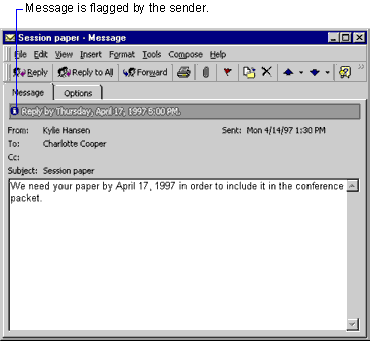 Message is flagged by the sender.
Session paper - Message
File Edit View Insert Format Tools Compose Help
Reply Reply to All Forward
Message Options
Reply by Thursday, April 17, 1997 5:00 PM.
From: Kylie Hansen Sent: Mon 4/14/97 1:30 PM
To: Charlotte Cooper
Cc:
Subject: Session paper
We need your paper by April 17, 1997 in order to include it in the conference
packet.